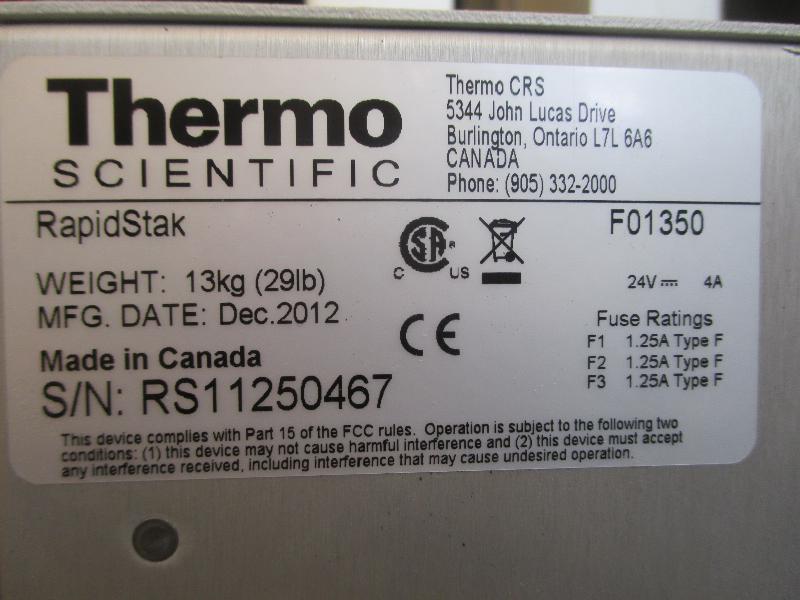 Thermo
SCIENTIFIC
Thermo CRS
5344 John Lucas Drive
Burlington, Ontario L7L 6A6
CANADA
Phone: (905) 332-2000
RapidStak
F01350
WEIGHT: 13kg (29lb)
MFG. DATE: Dec.2012
Made in Canada
S/N: RS11250467
C SA ® US
CE
24V 4A
Fuse Ratings
F1 1.25A Type F
F2 1.25A Type F
F3 1.25A Type F
This device complies with Part 15 of the FCC rules. Operation is subject to the following two
conditions: (1) this device may not cause harmful interference and (2) this device must accept
any interference received, including interference that may cause undesired operation.